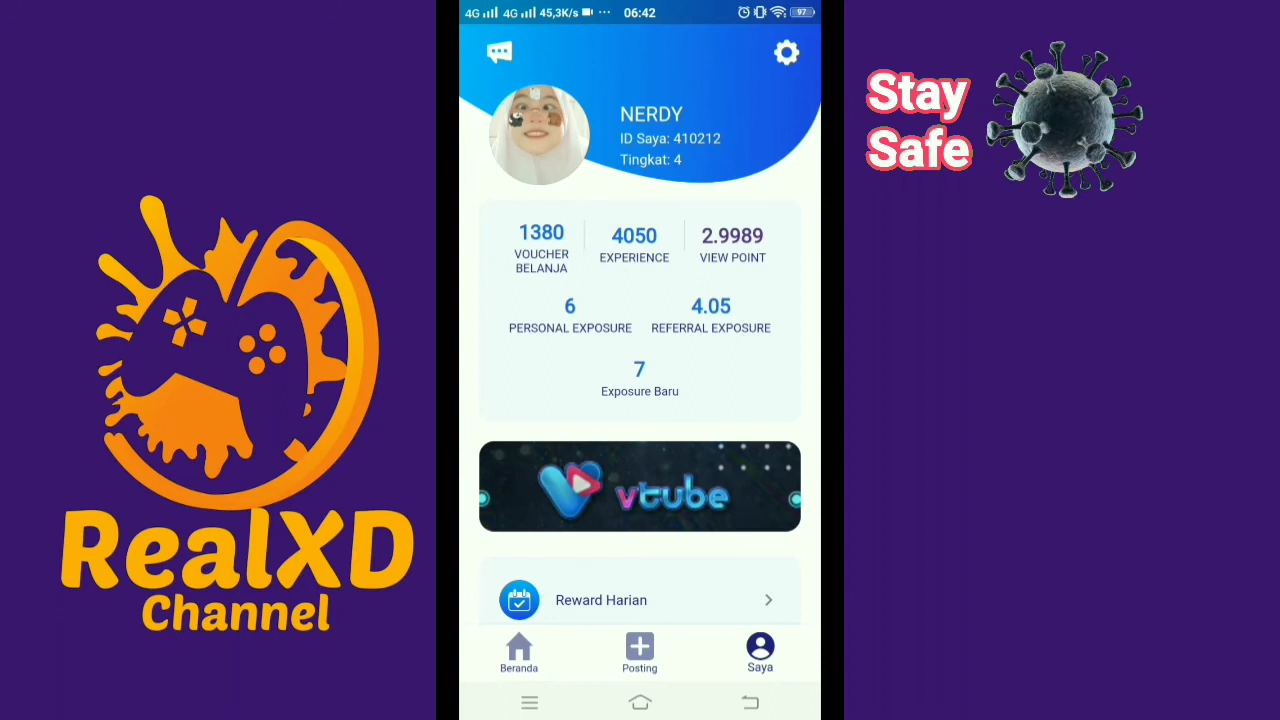 4G 4G 45,3K/s ... 06:42 97
NERDY
ID Saya: 410212
Tingkat: 4
1380
VOUCHER
BELANJA
4050
EXPERIENCE
2.9989
VIEW POINT
6
PERSONAL EXPOSURE
4.05
REFERRAL EXPOSURE
7
Exposure Baru
vtube
Reward Harian
Beranda
Posting
Saya
RealXD
Channel
Stay
Safe